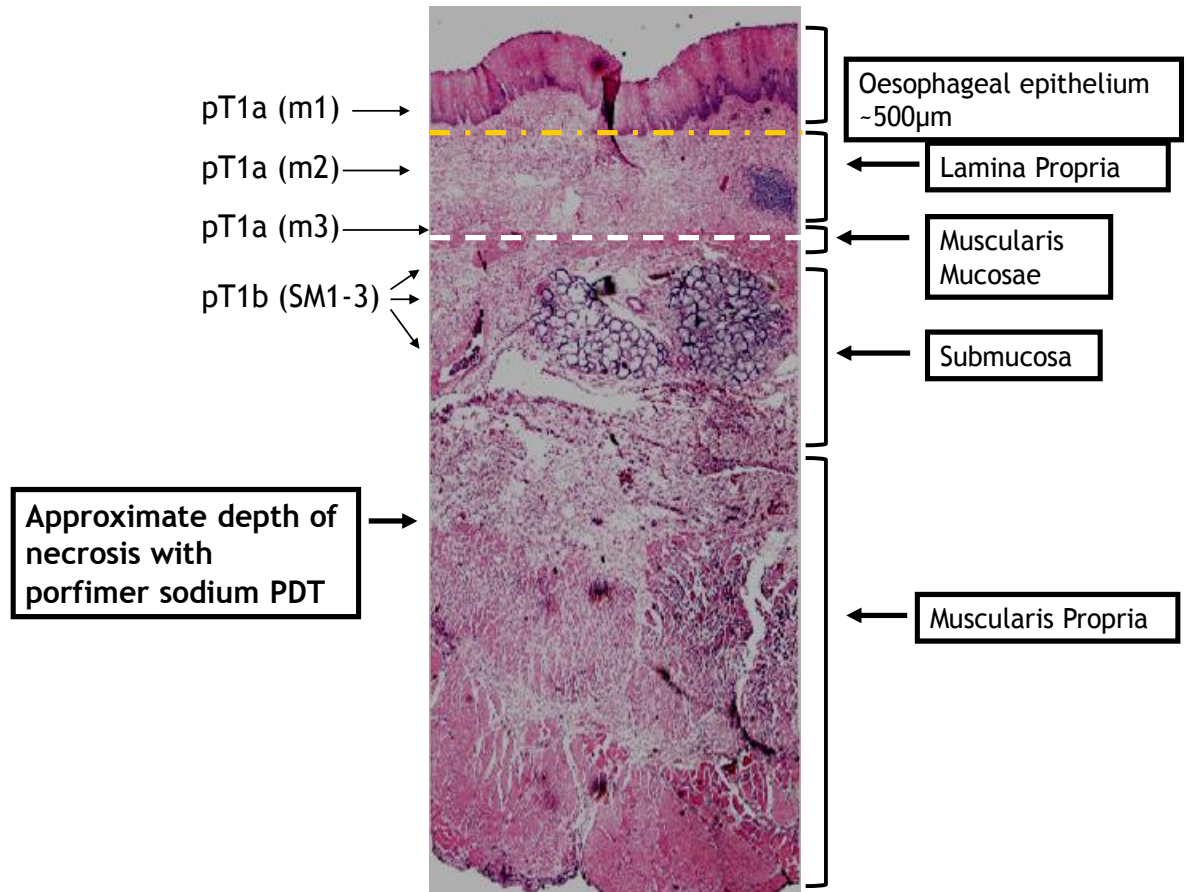 pT1a (m1)
pT1a (m2)
pT1a (m3)
pT1b (SM1-3)
Approximate depth of
necrosis with
porfimer sodium PDT
Oesophageal epithelium
~500µm
Lamina Propria
Muscularis
Mucosae
Submucosa
Muscularis Propria